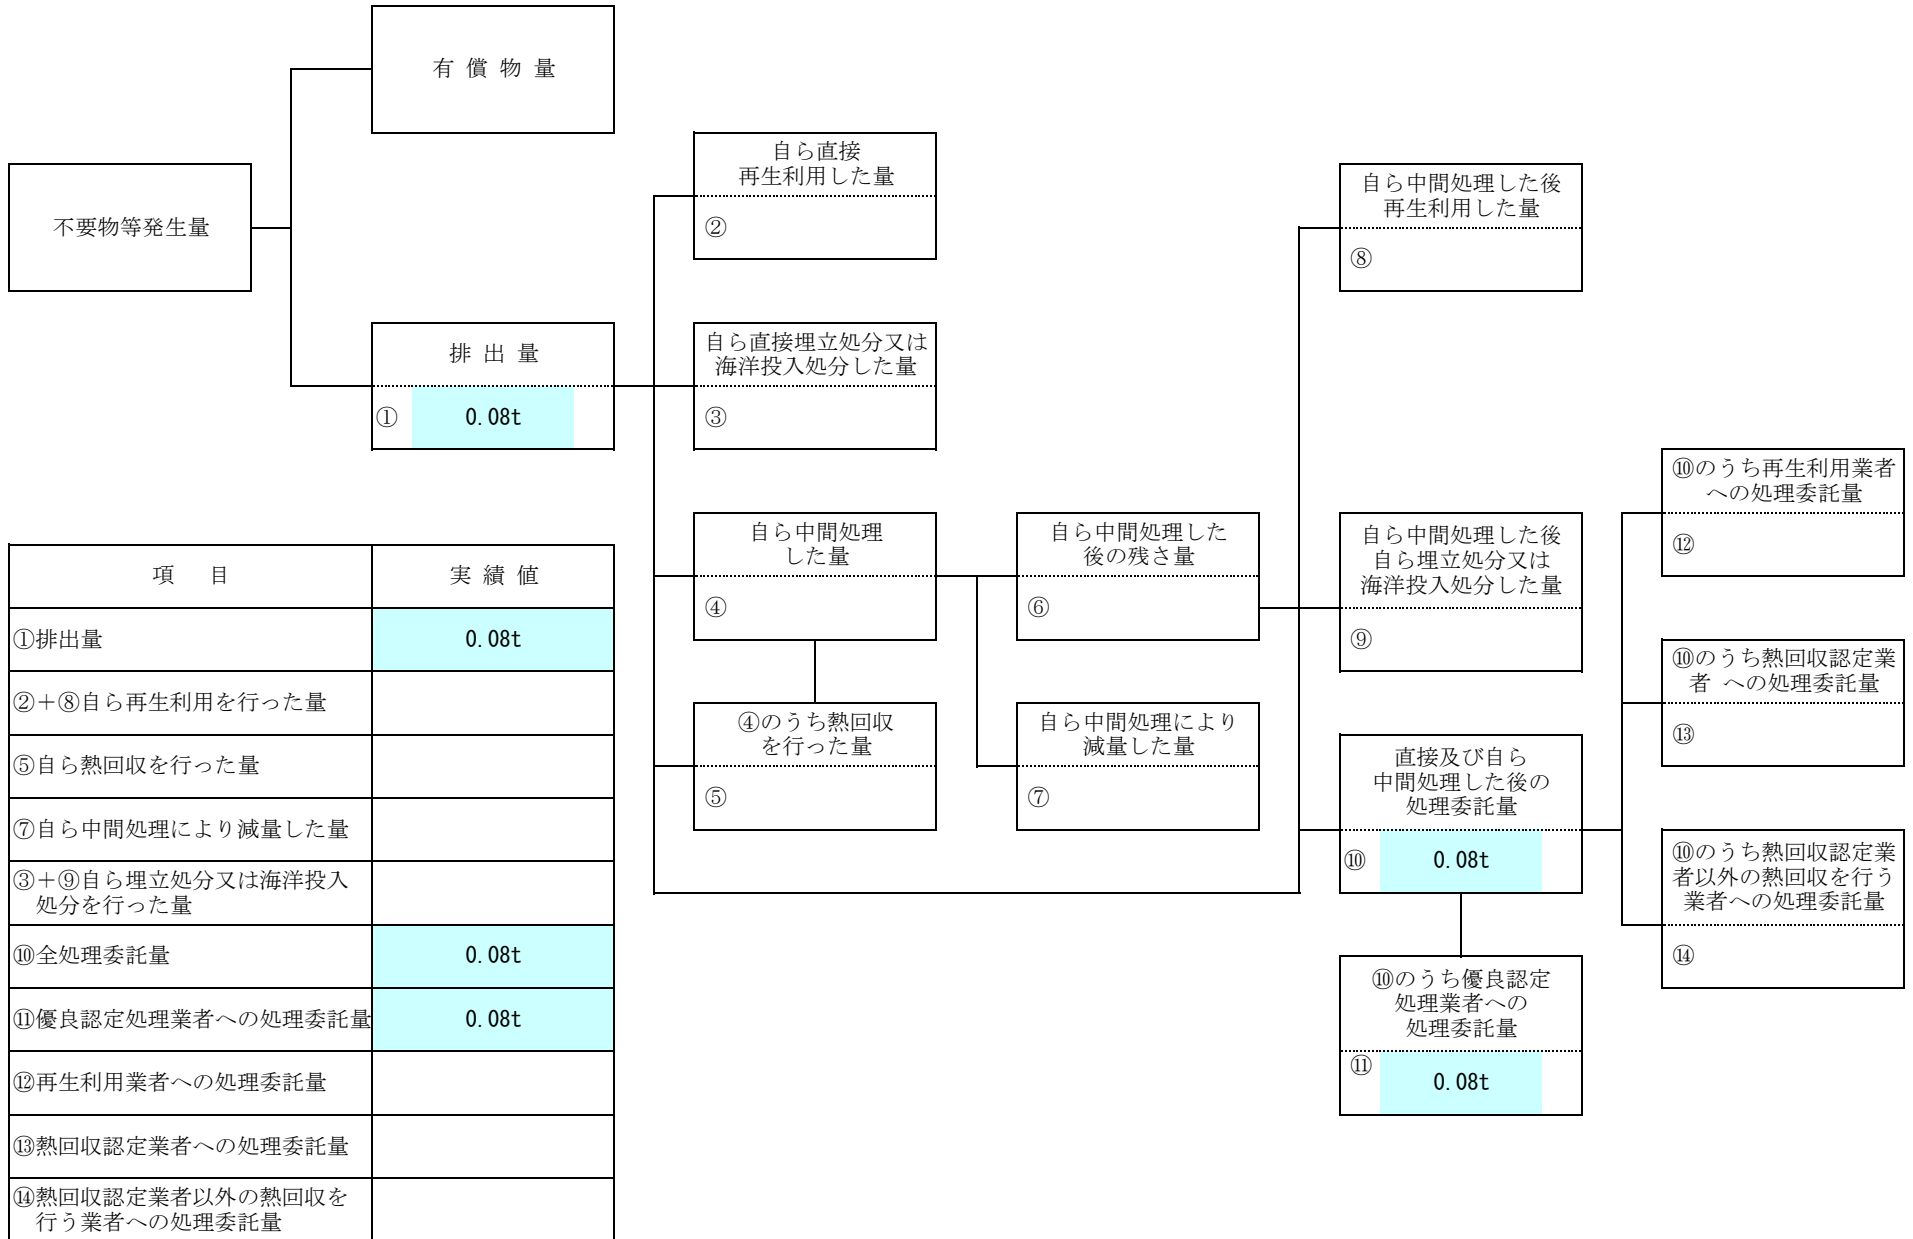 有 償 物 量
不要物等発生量
排 出 量
① 0.08t
自ら直接
再生利用した量
②
自ら直接埋立処分又は
海洋投入処分した量
③
自ら中間処理
した量
④
④のうち熱回収
を行った量
⑤
自ら中間処理した
後の残さ量
⑥
自ら中間処理により
減量した量
⑦
自ら中間処理した後
再生利用した量
⑧
自ら中間処理した後
自ら埋立処分又は
海洋投入処分した量
⑨
直接及び自ら
中間処理した後の
処理委託量
⑩ 0.08t
⑩のうち優良認定
処理業者への
処理委託量
⑪ 0.08t
⑩のうち再生利用業者
への処理委託量
⑫
⑩のうち熱回収認定業
者 への処理委託量
⑬
⑩のうち熱回収認定業
者以外の熱回収を行う
業者への処理委託量
⑭
項 目 実 績 値
①排出量 0.08t
②＋⑧自ら再生利用を行った量
⑤自ら熱回収を行った量
⑦自ら中間処理により減量した量
③＋⑨自ら埋立処分又は海洋投入
処分を行った量
⑩全処理委託量 0.08t
⑪優良認定処理業者への処理委託量 0.08t
⑫再生利用業者への処理委託量
⑬熱回収認定業者への処理委託量
⑭熱回収認定業者以外の熱回収を
行う業者への処理委託量